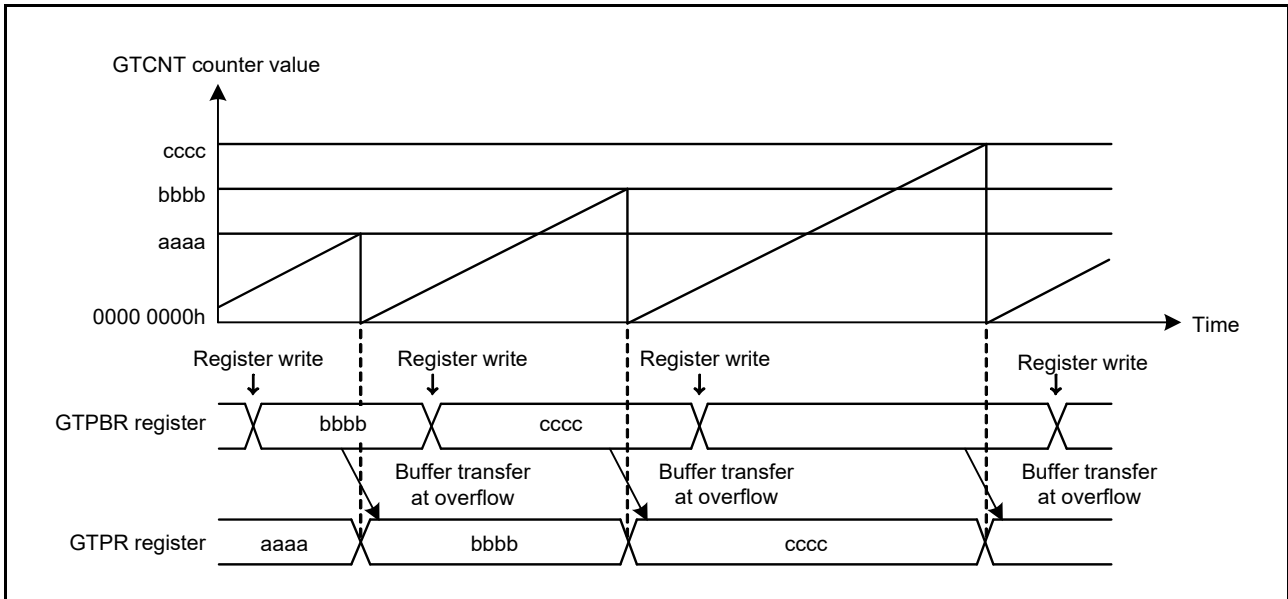 GTCNT counter value
cccc
bbbb
aaaa
0000 0000h
Time
Register write Register write Register write Register write
GTPBR register bbbb cccc
Buffer transfer Buffer transfer Buffer transfer
at overflow at overflow at overflow
GTPR register aaaa bbbb cccc